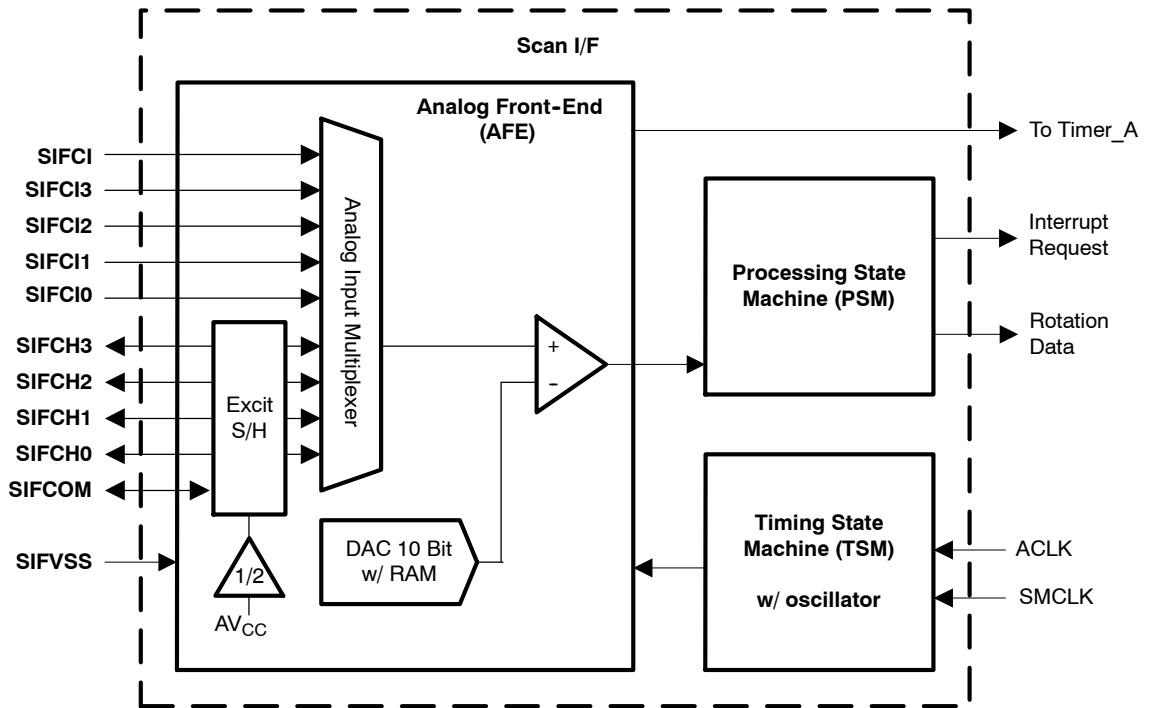 Scan I/F
Analog Front-End
(AFE)
To Timer_A
SIFCI
SIFCI3
SIFCI2
SIFCI1
SIFCI0
SIFCH3
SIFCH2
SIFCH1
SIFCH0
SIFCOM
SIFVSS
Analog Input Multiplexer
Excit
S/H
1/2
AVCC
+
−
DAC 10 Bit
w/ RAM
Processing State
Machine (PSM)
Interrupt
Request
Rotation
Data
Timing State
Machine (TSM)
w/ oscillator
ACLK
SMCLK